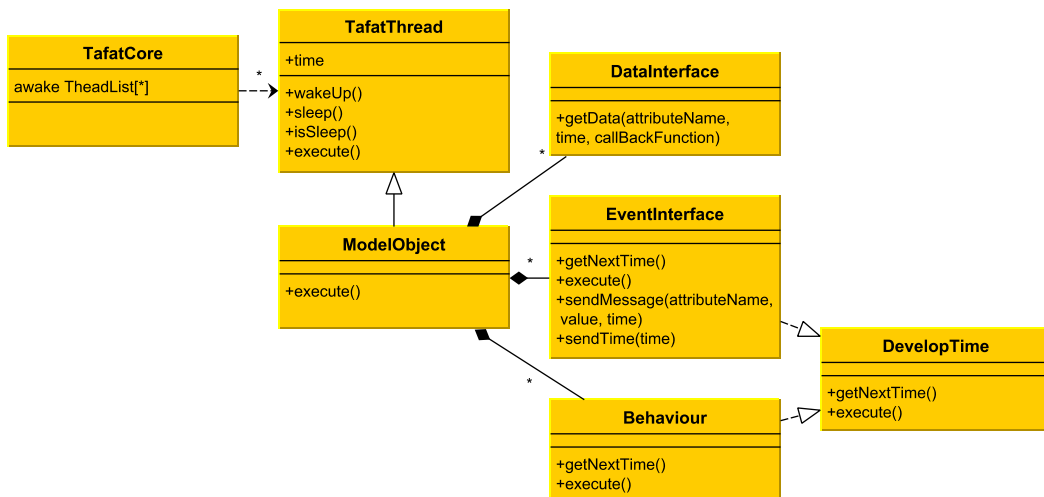 TafatCore
awake TheadList[*]
*
TafatThread
+time
+wakeUp()
+sleep()
+isSleep()
+execute()
DataInterface
+getData(attributeName,
time, callBackFunction)
*
ModelObject
+execute()
*
EventInterface
+getNextTime()
+execute()
+sendMessage(attributeName,
value, time)
+sendTime(time)
DevelopTime
+getNextTime()
+execute()
*
Behaviour
+getNextTime()
+execute()